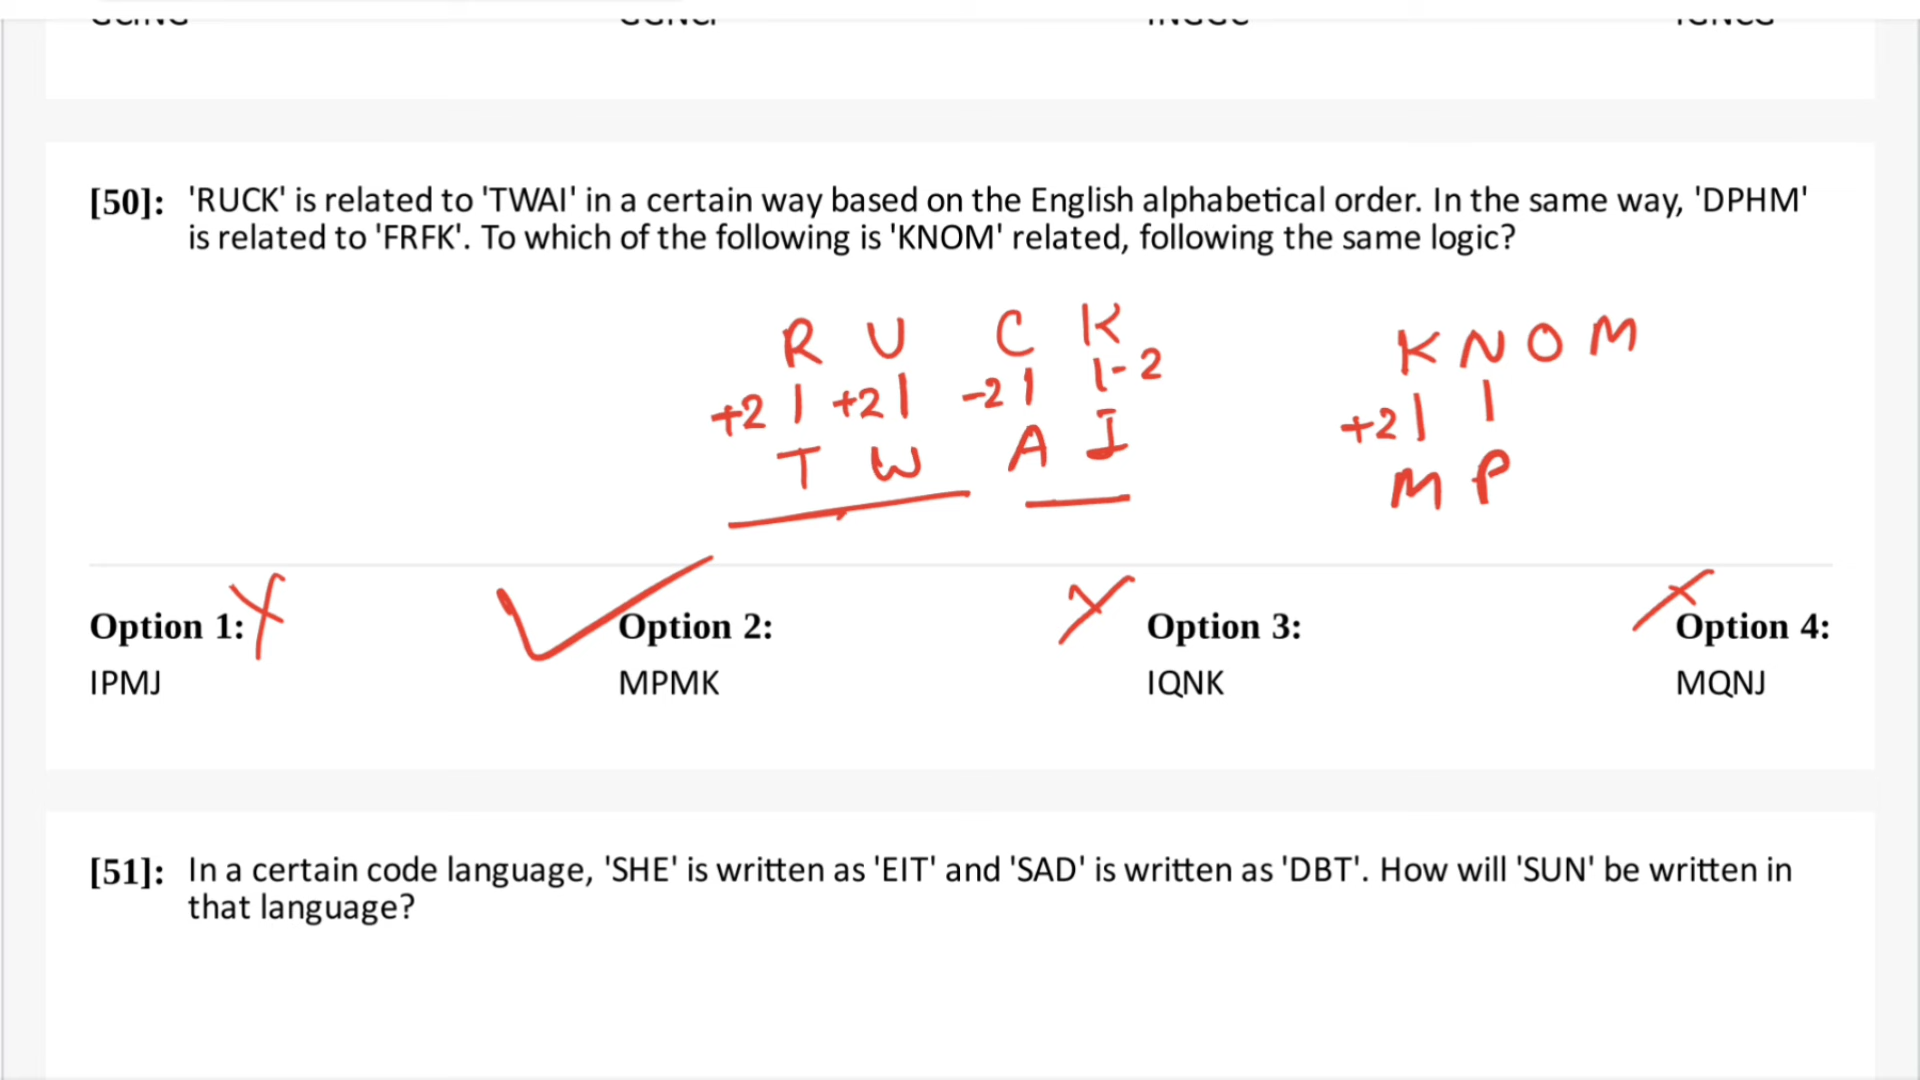 [50]: 'RUCK' is related to 'TWAI' in a certain way based on the English alphabetical order. In the same way, 'DPHM'
is related to 'FRFK'. To which of the following is 'KNOM' related, following the same logic?
R U C K
+2 +2 -2 -2
T W A I
K N O M
+2
M P
Option 1: Option 2: Option 3: Option 4:
IPMJ MPMK IQNK MQNJ
[51]: In a certain code language, 'SHE' is written as 'EIT' and 'SAD' is written as 'DBT'. How will 'SUN' be written in
that language?